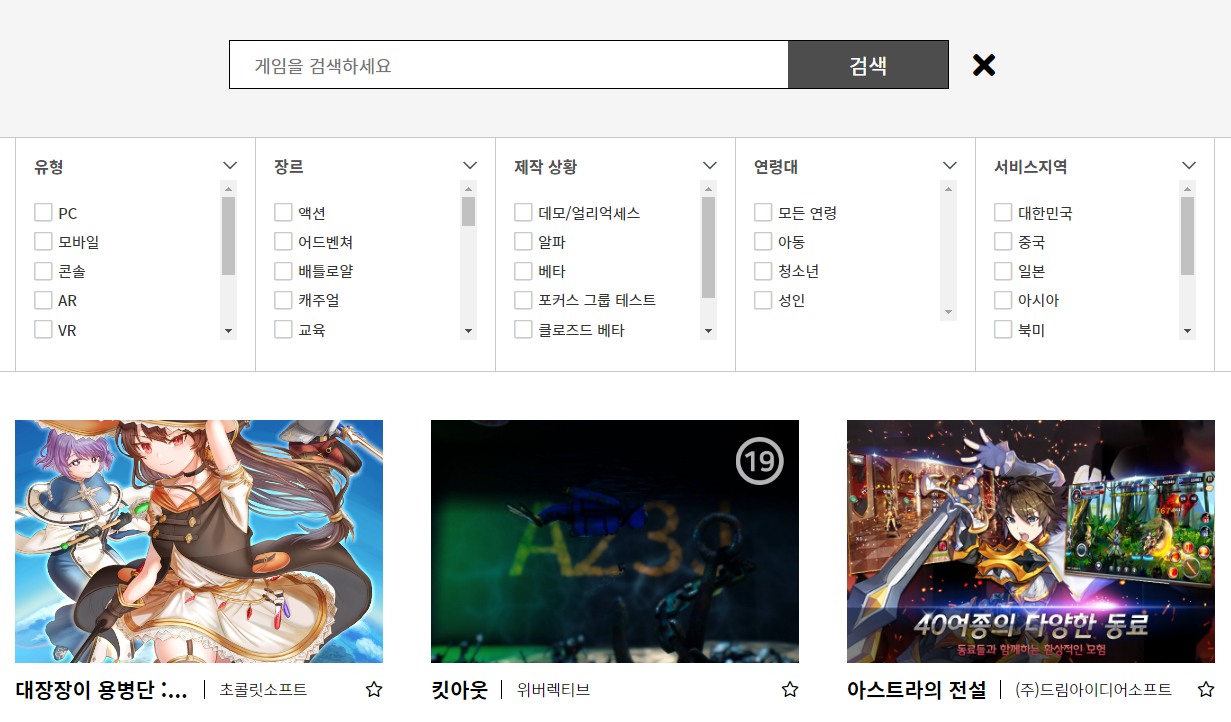 게임을 검색하세요
검색
유형
PC
모바일
콘솔
AR
VR
장르
액션
어드벤쳐
배틀로얄
캐주얼
교육
제작 상황
데모/얼리억세스
알파
베타
포커스 그룹 테스트
클로즈드 베타
연령대
모든 연령
아동
청소년
성인
서비스지역
대한민국
중국
일본
아시아
북미
19
40여종의 다양한 동료
동료들과 함께하는 환상적인 모험
대장장이 용병단 :... 초콜릿소프트
킷아웃 위버렉티브
아스트라의 전설 (주)드림아이디어소프트